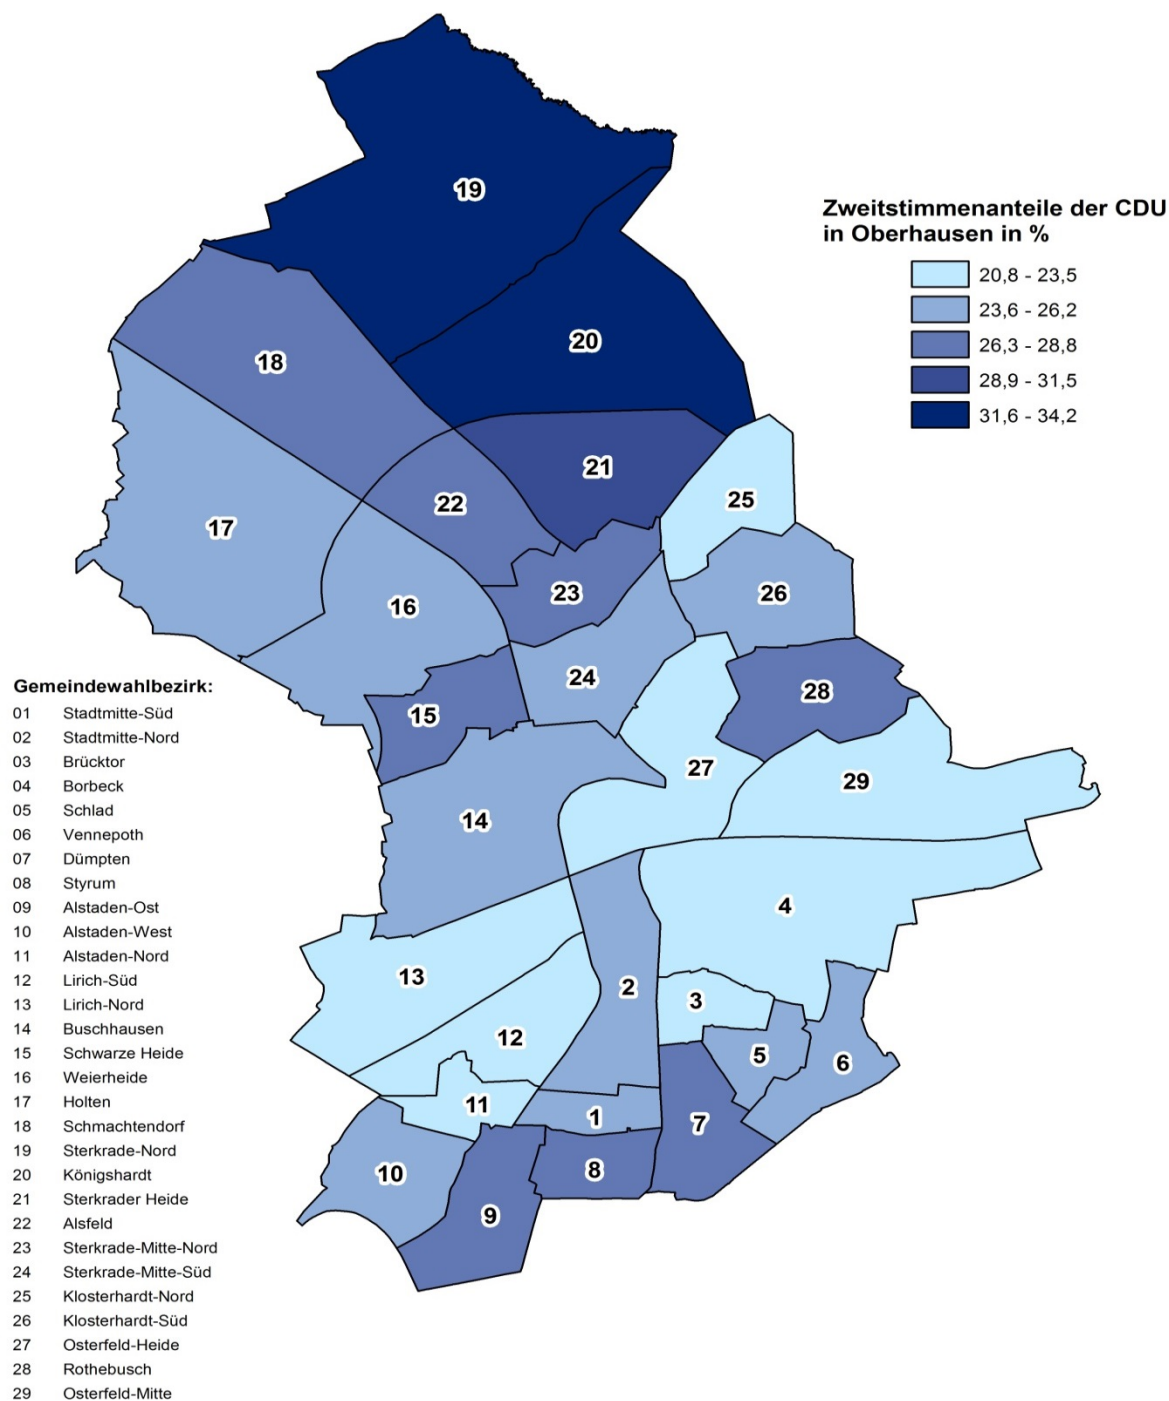 Zweitstimmenanteile der CDU
in Oberhausen in %
20,8 - 23,5
23,6 - 26,2
26,3 - 28,8
28,9 - 31,5
31,6 - 34,2
19
20
18
21
25
22
17
23
26
16
24
28
15
27
29
14
4
13
2
3
12
5
6
11
1
7
8
10
9
Gemeindewahlbezirk:
01 Stadtmitte-Süd
02 Stadtmitte-Nord
03 Brücktor
04 Borbeck
05 Schlad
06 Vennepoth
07 Dümpten
08 Styrum
09 Alstaden-Ost
10 Alstaden-West
11 Alstaden-Nord
12 Lirich-Süd
13 Lirich-Nord
14 Buschhausen
15 Schwarze Heide
16 Weierheide
17 Holten
18 Schmachtendorf
19 Sterkrade-Nord
20 Königshardt
21 Sterkrader Heide
22 Alsfeld
23 Sterkrade-Mitte-Nord
24 Sterkrade-Mitte-Süd
25 Klosterhardt-Nord
26 Klosterhardt-Süd
27 Osterfeld-Heide
28 Rothebusch
29 Osterfeld-Mitte